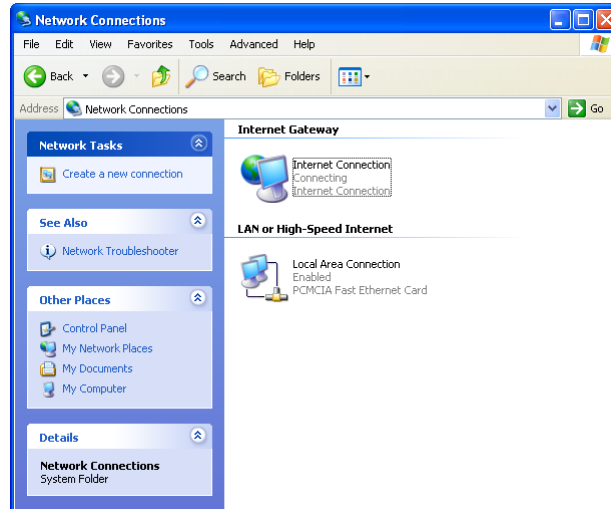 Network Connections
File Edit View Favorites Tools Advanced Help
Back Search Folders
Address Network Connections Go
Network Tasks
Create a new connection
See Also
Network Troubleshooter
Other Places
Control Panel
My Network Places
My Documents
My Computer
Details
Network Connections
System Folder
Internet Gateway
Internet Connection
Connecting
Internet Connection
LAN or High-Speed Internet
Local Area Connection
Enabled
PCMCIA Fast Ethernet Card